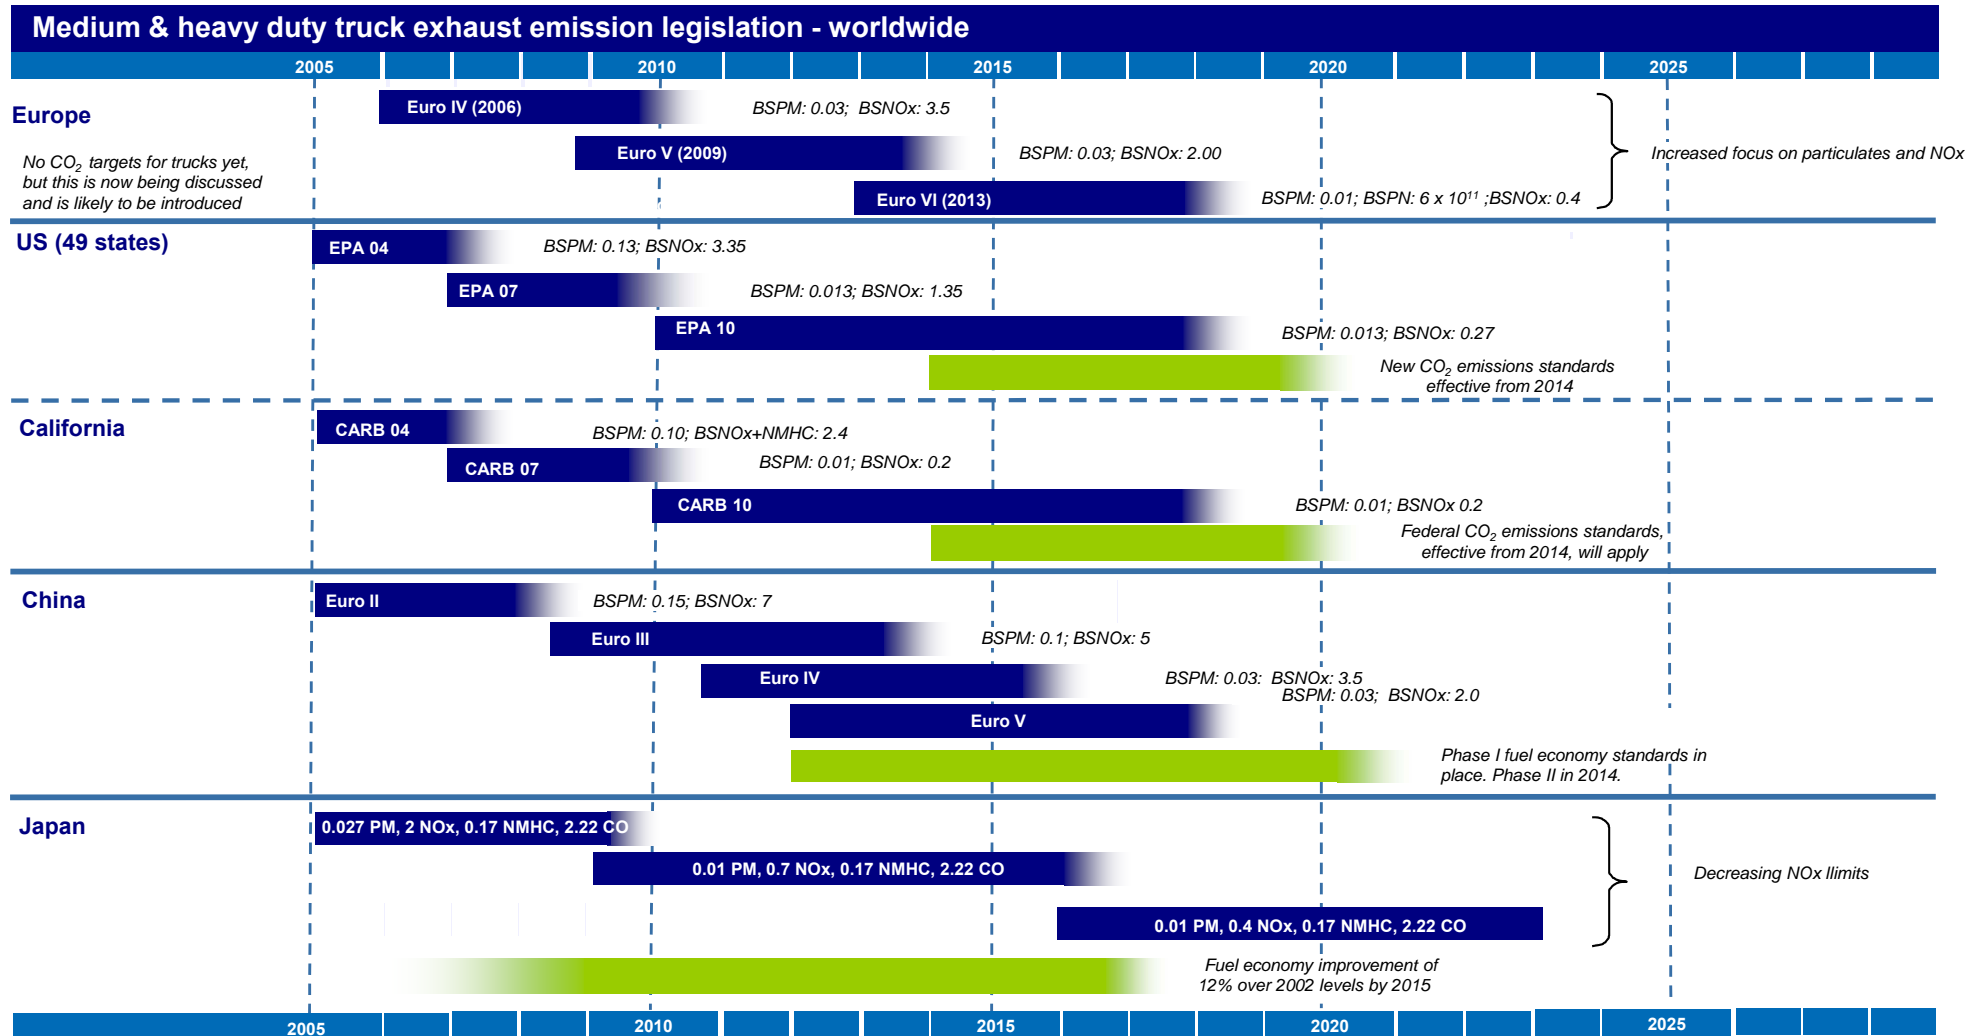 Medium & heavy duty truck exhaust emission legislation - worldwide
2005 2010 2015 2020 2025
Europe
No CO₂ targets for trucks yet,
but this is now being discussed
and is likely to be introduced
Euro IV (2006)
BSPM: 0.03; BSNOx: 3.5
Euro V (2009)
BSPM: 0.03; BSNOx: 2.00
Euro VI (2013)
BSPM: 0.01; BSPN: 6 x 10¹¹ ;BSNOx: 0.4
Increased focus on particulates and NOx
US (49 states)
EPA 04
BSPM: 0.13; BSNOx: 3.35
EPA 07
BSPM: 0.013; BSNOx: 1.35
EPA 10
BSPM: 0.013; BSNOx: 0.27
New CO₂ emissions standards
effective from 2014
California
CARB 04
BSPM: 0.10; BSNOx+NMHC: 2.4
CARB 07
BSPM: 0.01; BSNOx: 0.2
CARB 10
BSPM: 0.01; BSNOx 0.2
Federal CO₂ emissions standards,
effective from 2014, will apply
China
Euro II
BSPM: 0.15; BSNOx: 7
Euro III
BSPM: 0.1; BSNOx: 5
Euro IV
BSPM: 0.03: BSNOx: 3.5
BSPM: 0.03; BSNOx: 2.0
Euro V
Phase I fuel economy standards in
place. Phase II in 2014.
Japan
0.027 PM, 2 NOx, 0.17 NMHC, 2.22 CO
0.01 PM, 0.7 NOx, 0.17 NMHC, 2.22 CO
0.01 PM, 0.4 NOx, 0.17 NMHC, 2.22 CO
Decreasing NOx llimits
Fuel economy improvement of
12% over 2002 levels by 2015
2005 2010 2015 2020 2025